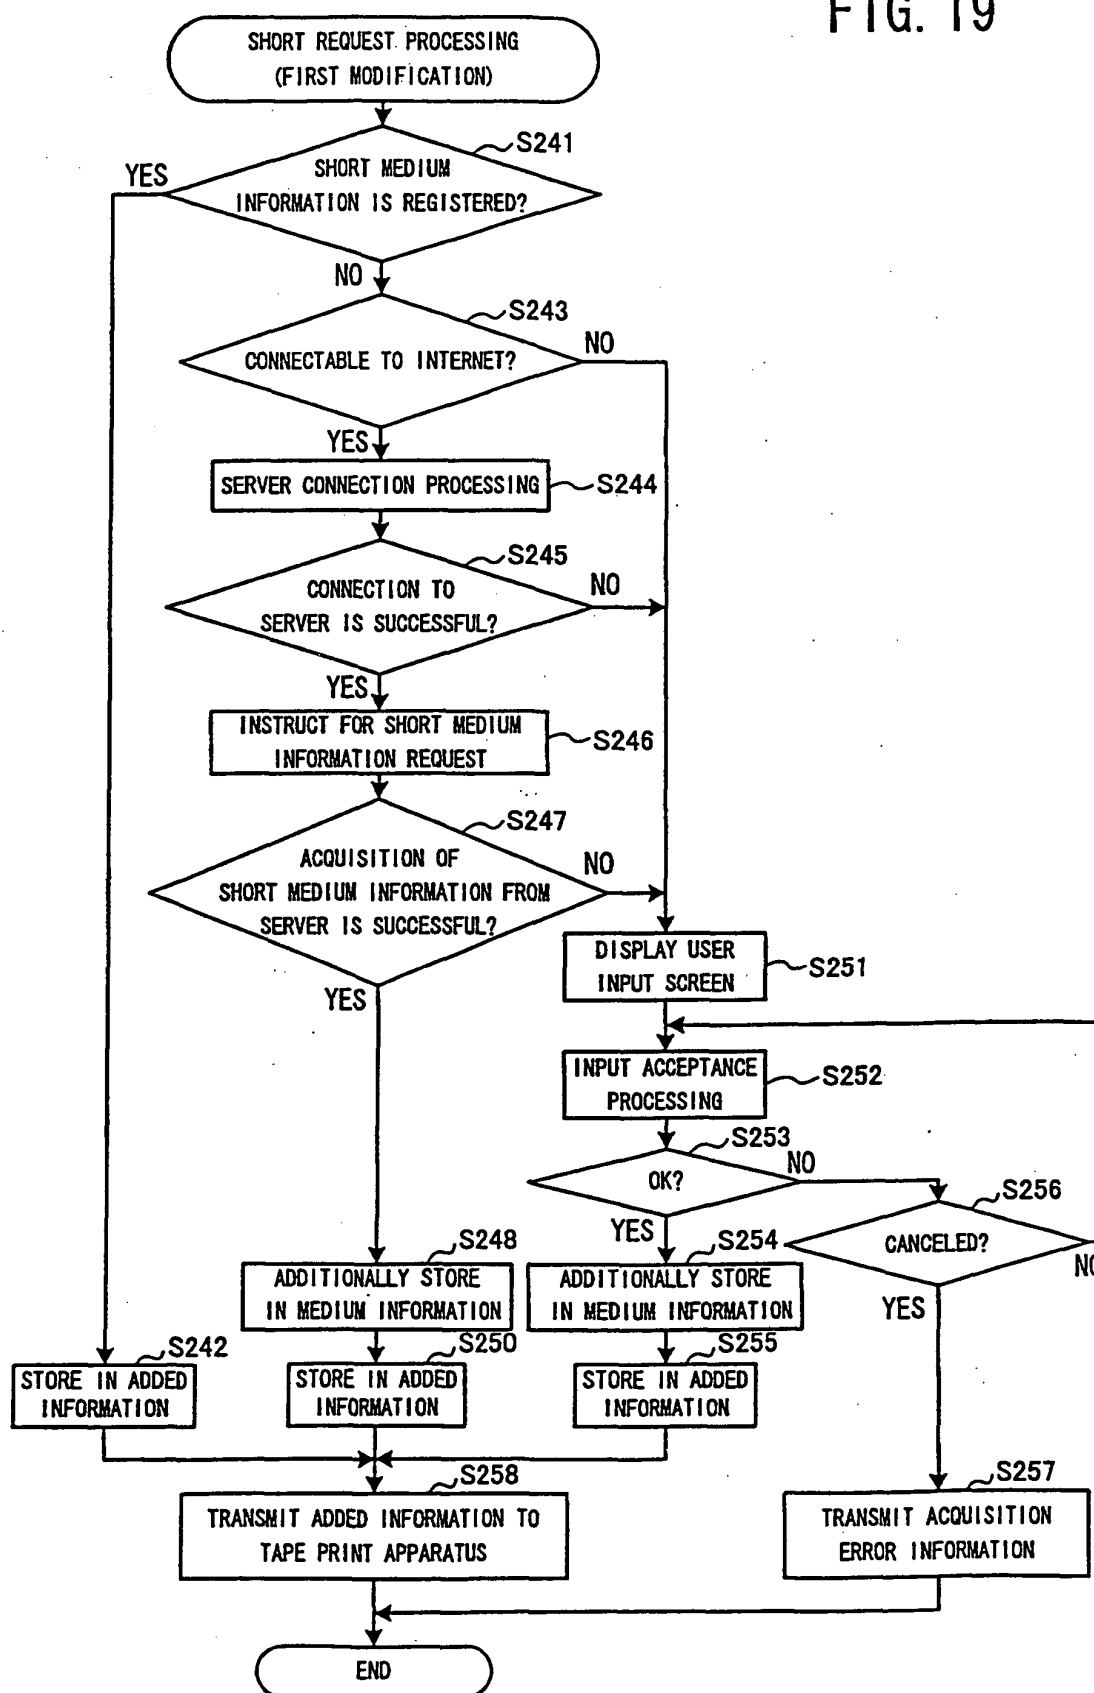 FIG. 19
SHORT REQUEST PROCESSING
(FIRST MODIFICATION)
S241
YES
SHORT MEDIUM
INFORMATION IS REGISTERED?
NO
S243
CONNECTABLE TO INTERNET?
NO
YES
SERVER CONNECTION PROCESSING
S244
S245
CONNECTION TO
SERVER IS SUCCESSFUL?
NO
YES
INSTRUCT FOR SHORT MEDIUM
INFORMATION REQUEST
S246
S247
ACQUISITION OF
SHORT MEDIUM INFORMATION FROM
SERVER IS SUCCESSFUL?
NO
YES
DISPLAY USER
INPUT SCREEN
S251
INPUT ACCEPTANCE
PROCESSING
S252
S253
OK?
NO
YES
S256
CANCELED?
NO
YES
S248
ADDITIONALLY STORE
IN MEDIUM INFORMATION
S254
ADDITIONALLY STORE
IN MEDIUM INFORMATION
S242
STORE IN ADDED
INFORMATION
S250
STORE IN ADDED
INFORMATION
S255
STORE IN ADDED
INFORMATION
S258
TRANSMIT ADDED INFORMATION TO
TAPE PRINT APPARATUS
S257
TRANSMIT ACQUISITION
ERROR INFORMATION
END